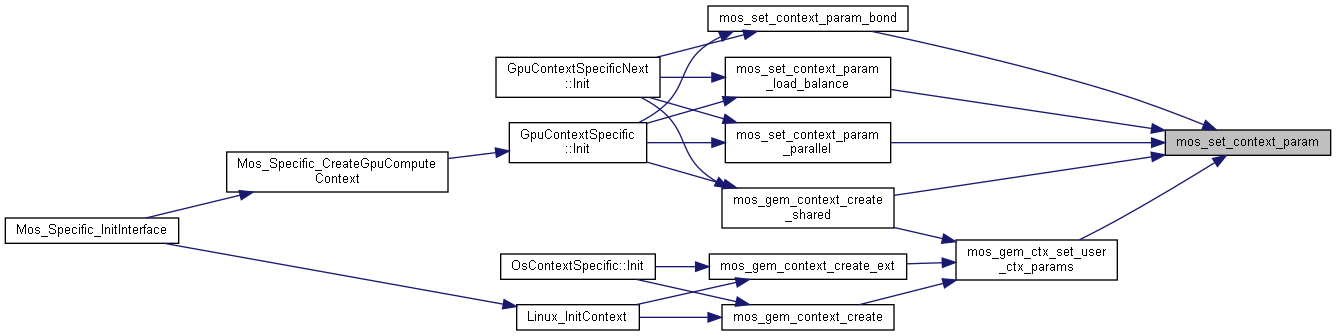 mos_set_context_param_bond
GpuContextSpecificNext
::Init
mos_set_context_param
_load_balance
GpuContextSpecific
::Init
mos_set_context_param
_parallel
mos_set_context_param
Mos_Specific_CreateGpuCompute
Context
mos_gem_context_create
_shared
Mos_Specific_InitInterface
mos_gem_ctx_set_user
_ctx_params
OsContextSpecific::Init
mos_gem_context_create_ext
Linux_InitContext
mos_gem_context_create